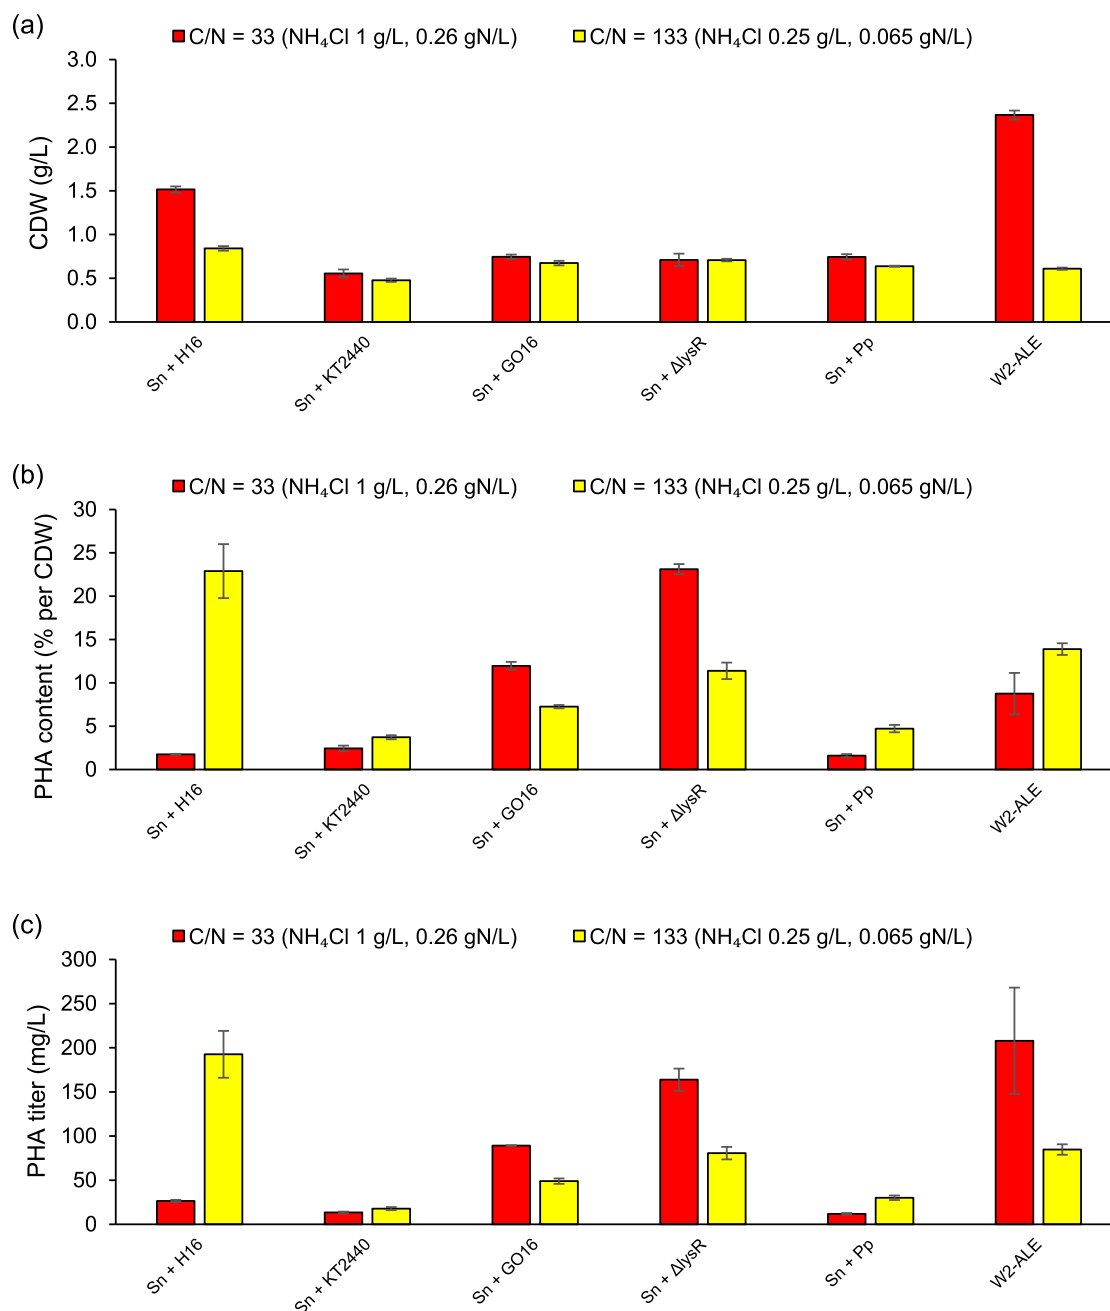 (a)
C/N = 33 (NH₄Cl 1 g/L, 0.26 gN/L) C/N = 133 (NH₄Cl 0.25 g/L, 0.065 gN/L)
CDW (g/L)
3.0
2.5
2.0
1.5
1.0
0.5
0.0
Sn + H16
Sn + KT2440
Sn + GO16
Sn + ΔlysR
Sn + Pp
W2-ALE
(b)
C/N = 33 (NH₄Cl 1 g/L, 0.26 gN/L) C/N = 133 (NH₄Cl 0.25 g/L, 0.065 gN/L)
PHA content (% per CDW)
30
25
20
15
10
5
0
Sn + H16
Sn + KT2440
Sn + GO16
Sn + ΔlysR
Sn + Pp
W2-ALE
(c)
C/N = 33 (NH₄Cl 1 g/L, 0.26 gN/L) C/N = 133 (NH₄Cl 0.25 g/L, 0.065 gN/L)
PHA titer (mg/L)
300
250
200
150
100
50
0
Sn + H16
Sn + KT2440
Sn + GO16
Sn + ΔlysR
Sn + Pp
W2-ALE